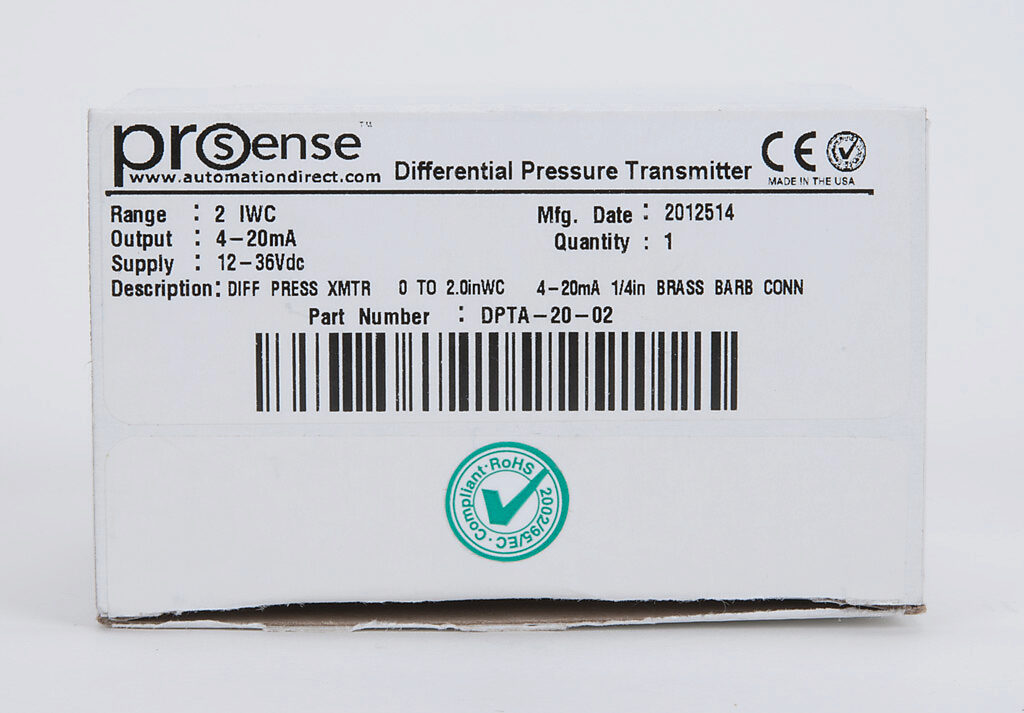 prosense™
www.automationdirect.com Differential Pressure Transmitter CE
MADE IN THE USA
Range : 2 IWC
Mfg. Date : 2012514
Output : 4-20mA
Quantity : 1
Supply : 12-36Vdc
Description: DIFF PRESS XMTR 0 TO 2.0inWC 4-20mA 1/4in BRASS BARB CONN
Part Number : DPTA-20-02
Compliant·RoHS
2002/95/EC